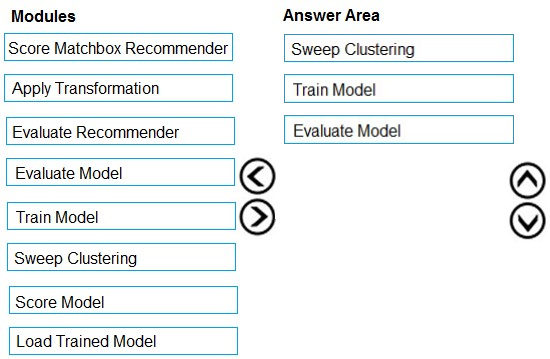 Modules
Score Matchbox Recommender
Apply Transformation
Evaluate Recommender
Evaluate Model
Train Model
Sweep Clustering
Score Model
Load Trained Model
Answer Area
Sweep Clustering
Train Model
Evaluate Model